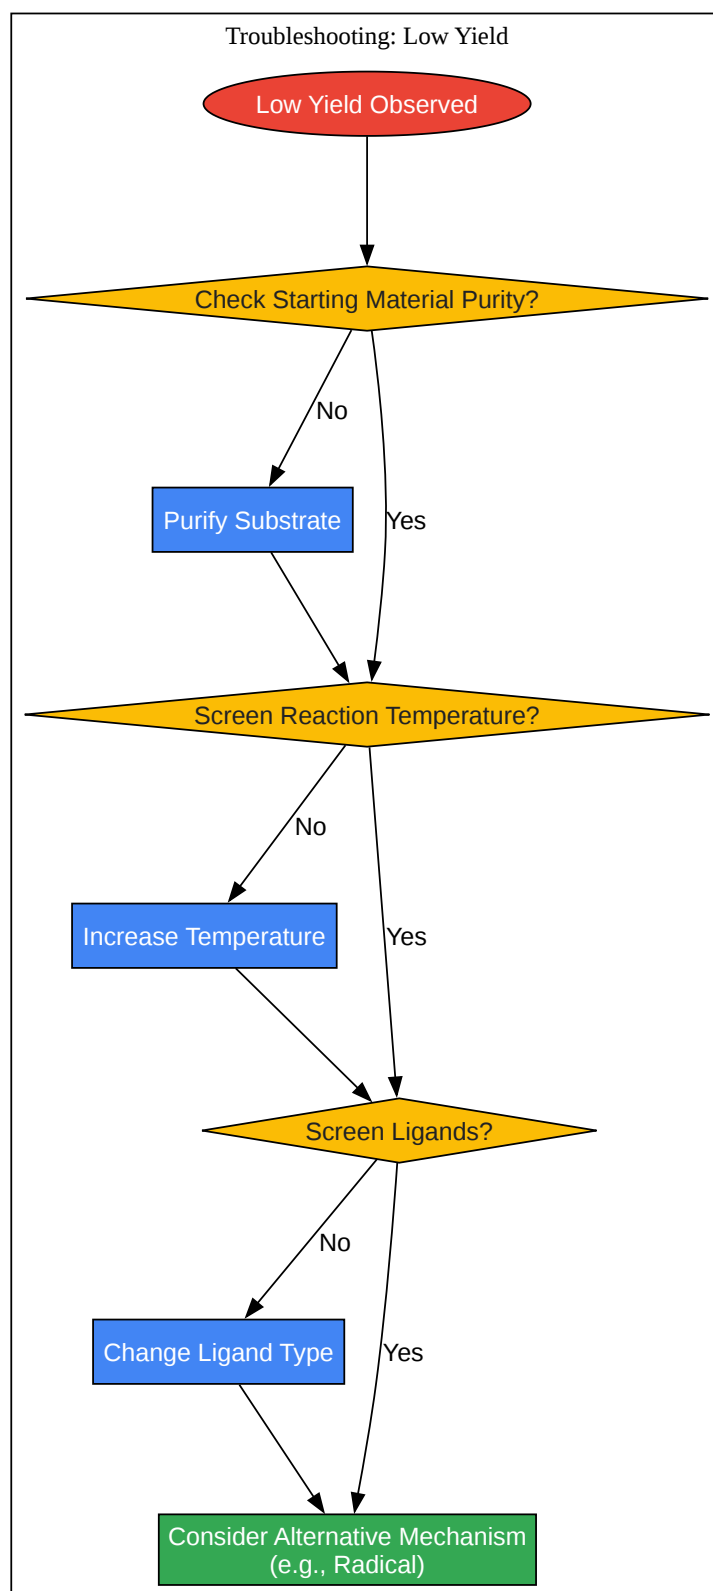 Troubleshooting: Low Yield
Low Yield Observed
Check Starting Material Purity?
No
Purify Substrate
Yes
Screen Reaction Temperature?
No
Increase Temperature
Yes
Screen Ligands?
No
Change Ligand Type
Yes
Consider Alternative Mechanism
(e.g., Radical)